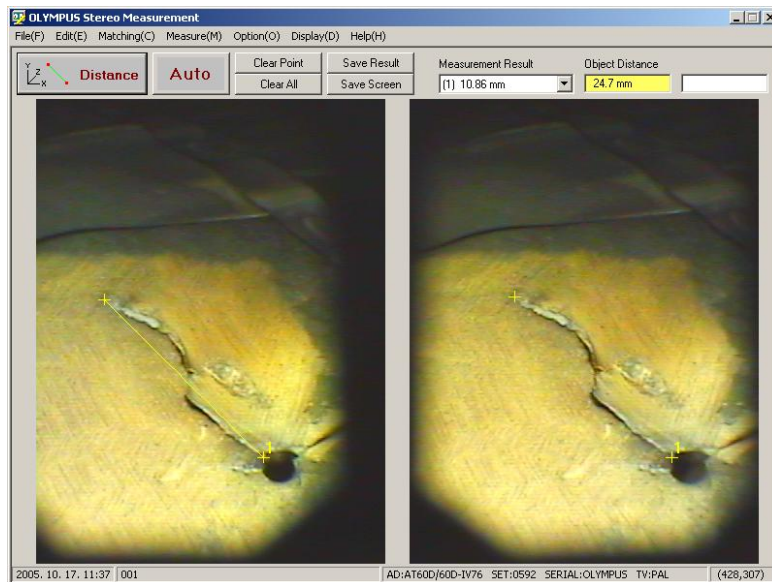 OLYMPUS Stereo Measurement
File(F) Edit(E) Matching(C) Measure(M) Option(O) Display(D) Help(H)
Y Z X Distance Auto Clear Point Save Result Measurement Result Object Distance
Clear All Save Screen (1) 10.86 mm 24.7 mm
1 1
2005. 10. 17. 11:37 001 AD:AT60D/60D-IV76 SET:0592 SERIAL:OLYMPUS TV:PAL (428,307)